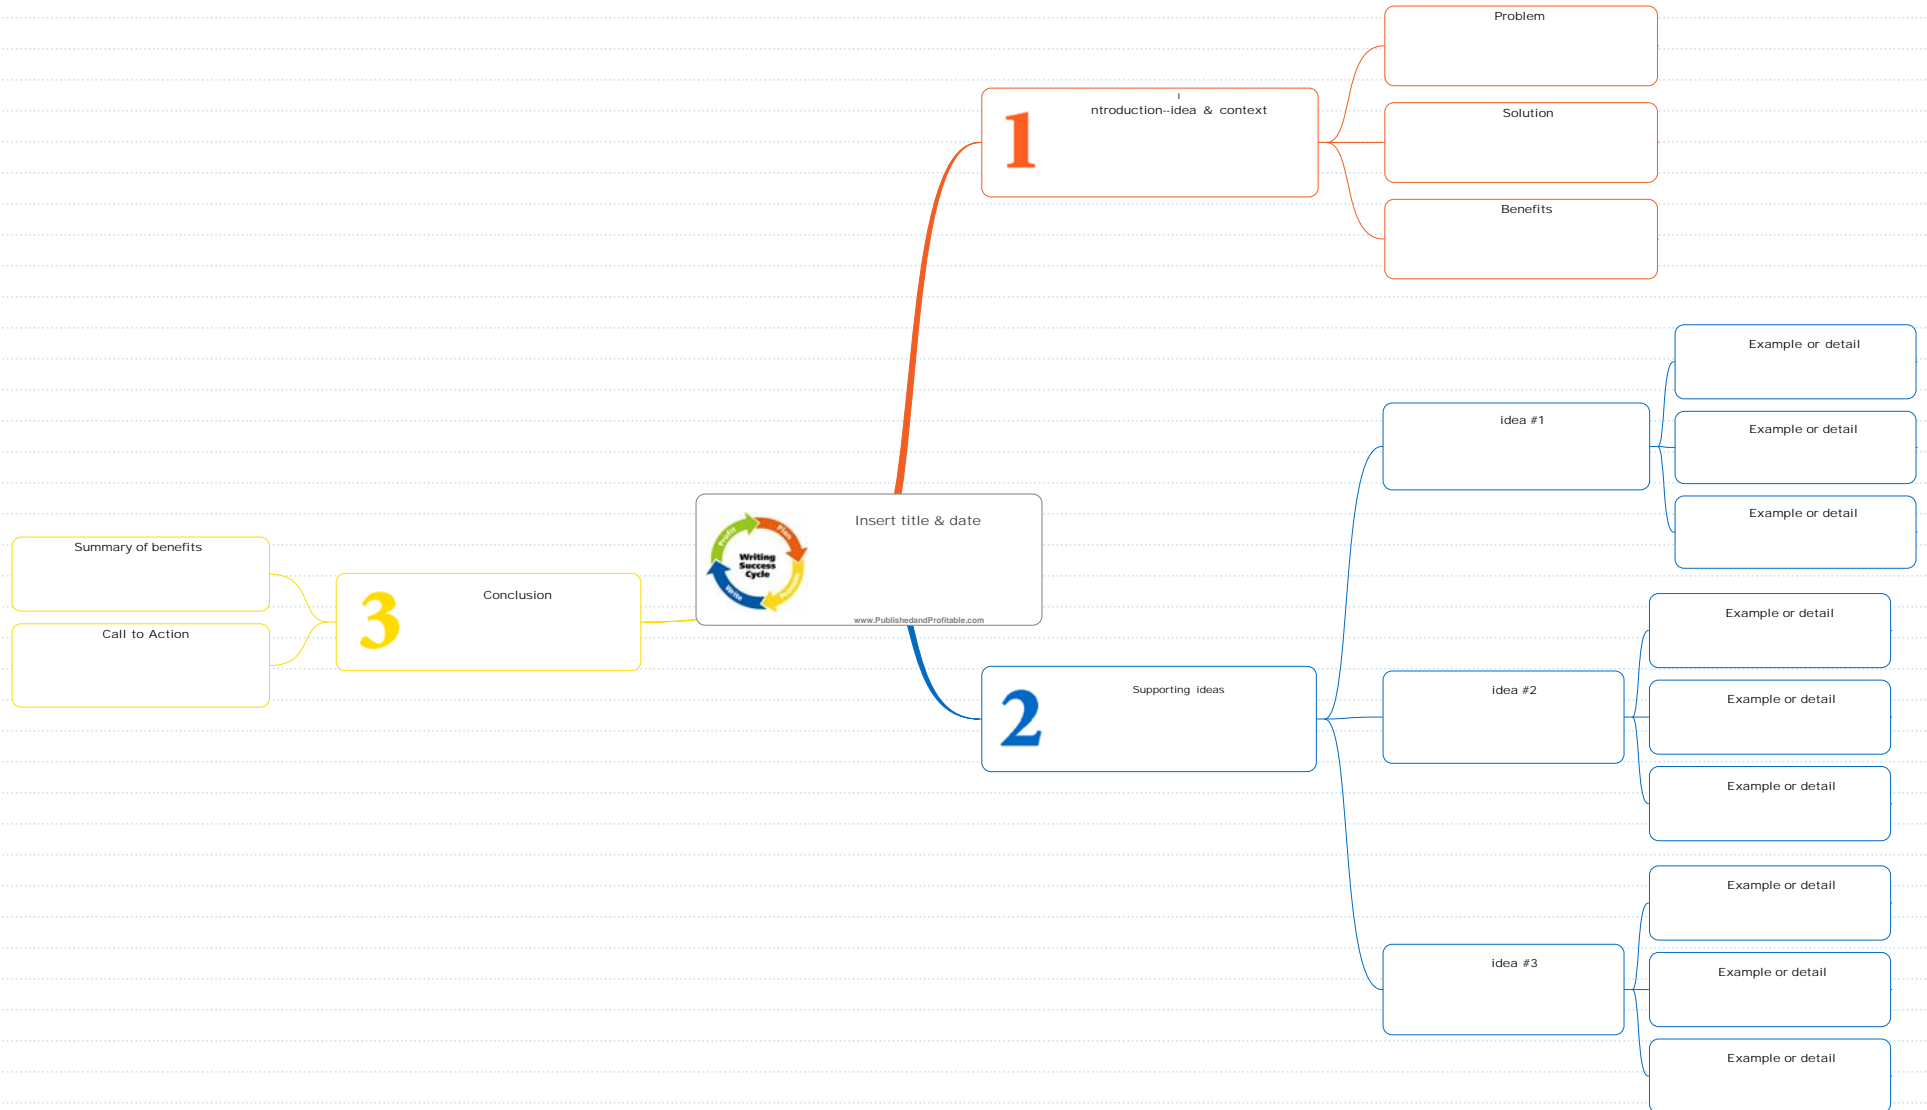 Problem
I
ntroduction--idea & context
1
Solution
Benefits
Example or detail
idea #1
Example or detail
Example or detail
Insert title & date
Profit
Plan
Writing
Success
Cycle
Write
www.PublishedandProfitable.com
Summary of benefits
Conclusion
3
Call to Action
Supporting ideas
2
Example or detail
idea #2
Example or detail
Example or detail
Example or detail
idea #3
Example or detail
Example or detail